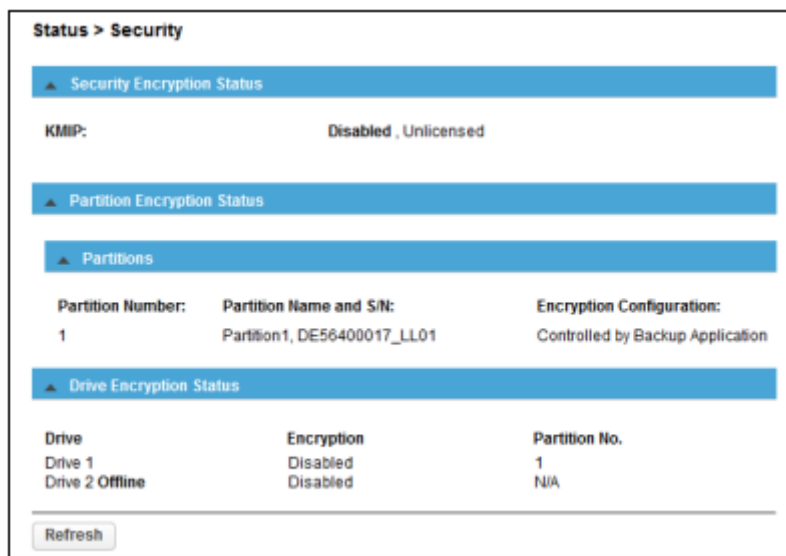 Status > Security
Security Encryption Status
KMIP: Disabled , Unlicensed
Partition Encryption Status
Partitions
Partition Number: Partition Name and S/N: Encryption Configuration:
1 Partition1, DE56400017_LL01 Controlled by Backup Application
Drive Encryption Status
Drive Encryption Partition No.
Drive 1 Disabled 1
Drive 2 Offline Disabled N/A
Refresh